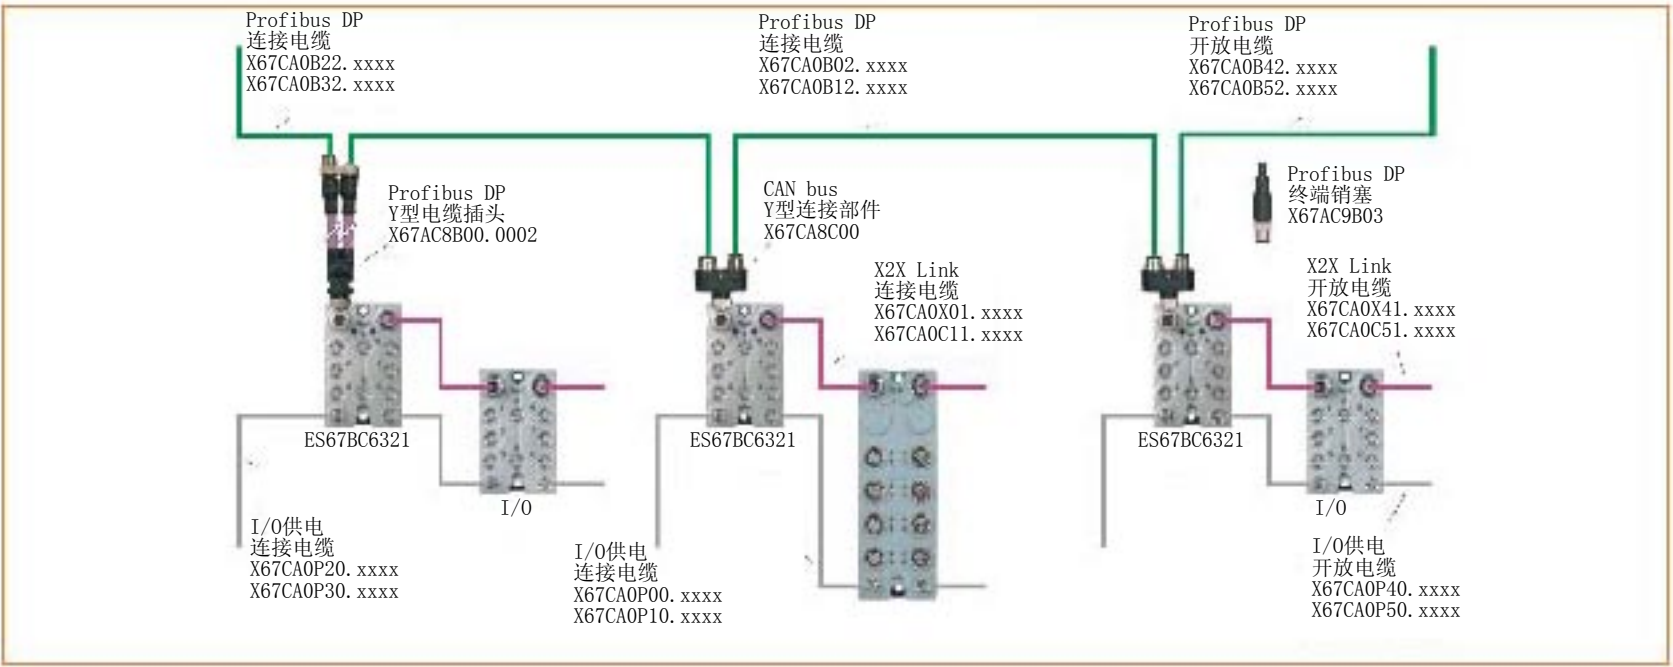 Profibus DP
连接电缆
X67CA0B22.xxxx
X67CA0B32.xxxx
Profibus DP
连接电缆
X67CA0B02.xxxx
X67CA0B12.xxxx
Profibus DP
开放电缆
X67CA0B42.xxxx
X67CA0B52.xxxx
Profibus DP
Y型电缆插头
X67AC8B00.0002
CAN bus
Y型连接部件
X67CA8C00
Profibus DP
终端销塞
X67AC9B03
X2X Link
连接电缆
X67CA0X01.xxxx
X67CA0C11.xxxx
X2X Link
开放电缆
X67CA0X41.xxxx
X67CA0C51.xxxx
ES67BC6321
ES67BC6321
ES67BC6321
I/O
I/O
I/O供电
连接电缆
X67CA0P20.xxxx
X67CA0P30.xxxx
I/O供电
连接电缆
X67CA0P00.xxxx
X67CA0P10.xxxx
I/O供电
开放电缆
X67CA0P40.xxxx
X67CA0P50.xxxx